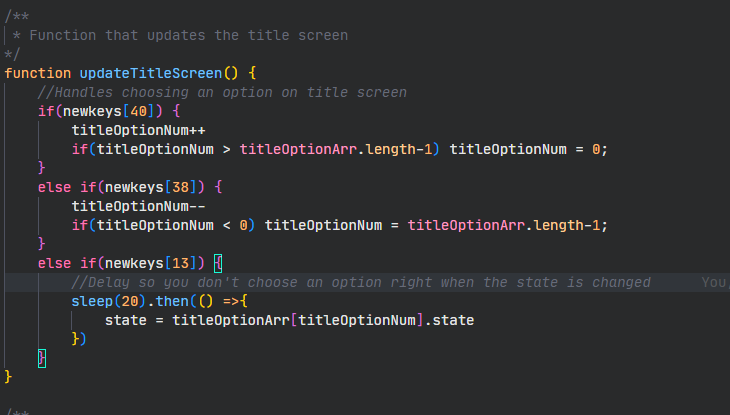 /**
* Function that updates the title screen
*/
function updateTitleScreen() {
//Handles choosing an option on title screen
if(newkeys[40]) {
titleOptionNum++
if(titleOptionNum > titleOptionArr.length-1) titleOptionNum = 0;
}
else if(newkeys[38]) {
titleOptionNum--
if(titleOptionNum < 0) titleOptionNum = titleOptionArr.length-1;
}
else if(newkeys[13]) {
//Delay so you don't choose an option right when the state is changed You,
sleep(20).then(() =>{
state = titleOptionArr[titleOptionNum].state
})
}
}
/**